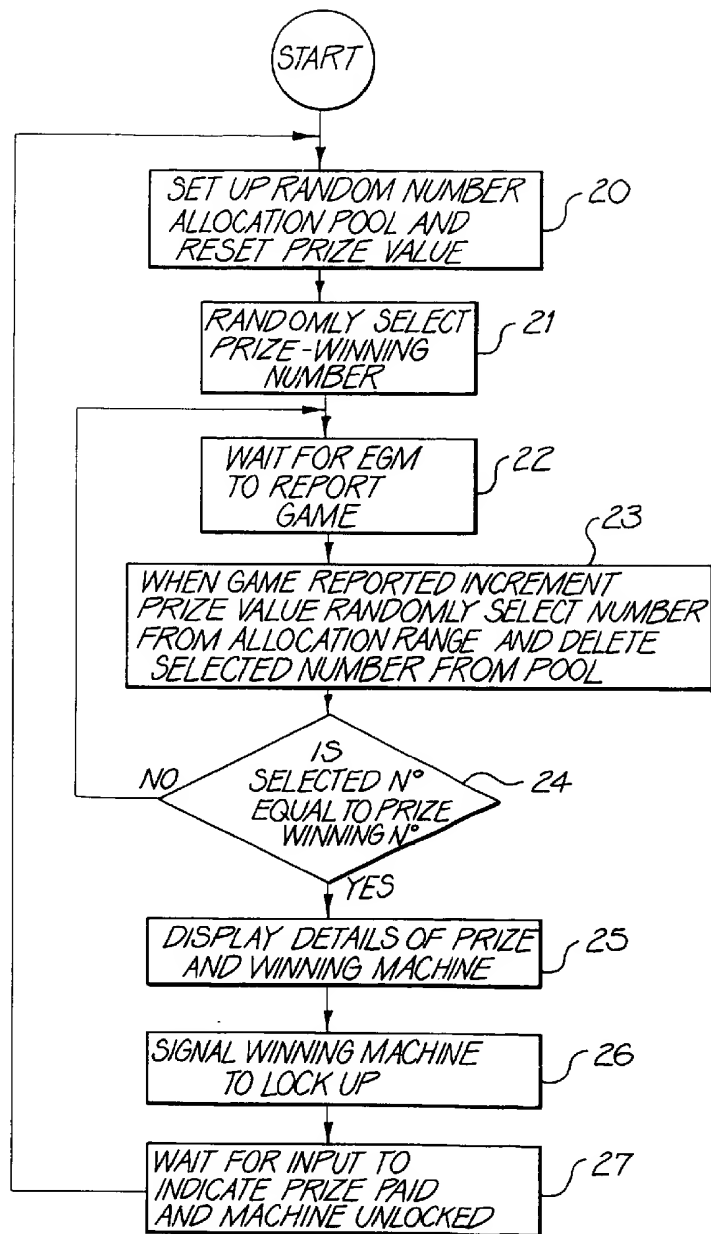 START
SET UP RANDOM NUMBER
ALLOCATION POOL AND
RESET PRIZE VALUE
20
RANDOMLY SELECT
PRIZE-WINNING
NUMBER
21
WAIT FOR EGM
TO REPORT
GAME
22
23
WHEN GAME REPORTED INCREMENT
PRIZE VALUE RANDOMLY SELECT NUMBER
FROM ALLOCATION RANGE AND DELETE
SELECTED NUMBER FROM POOL
IS
SELECTED N°
EQUAL TO PRIZE
WINNING N°
24
NO
YES
DISPLAY DETAILS OF PRIZE
AND WINNING MACHINE
25
SIGNAL WINNING MACHINE
TO LOCK UP
26
WAIT FOR INPUT TO
INDICATE PRIZE PAID
AND MACHINE UNLOCKED
27